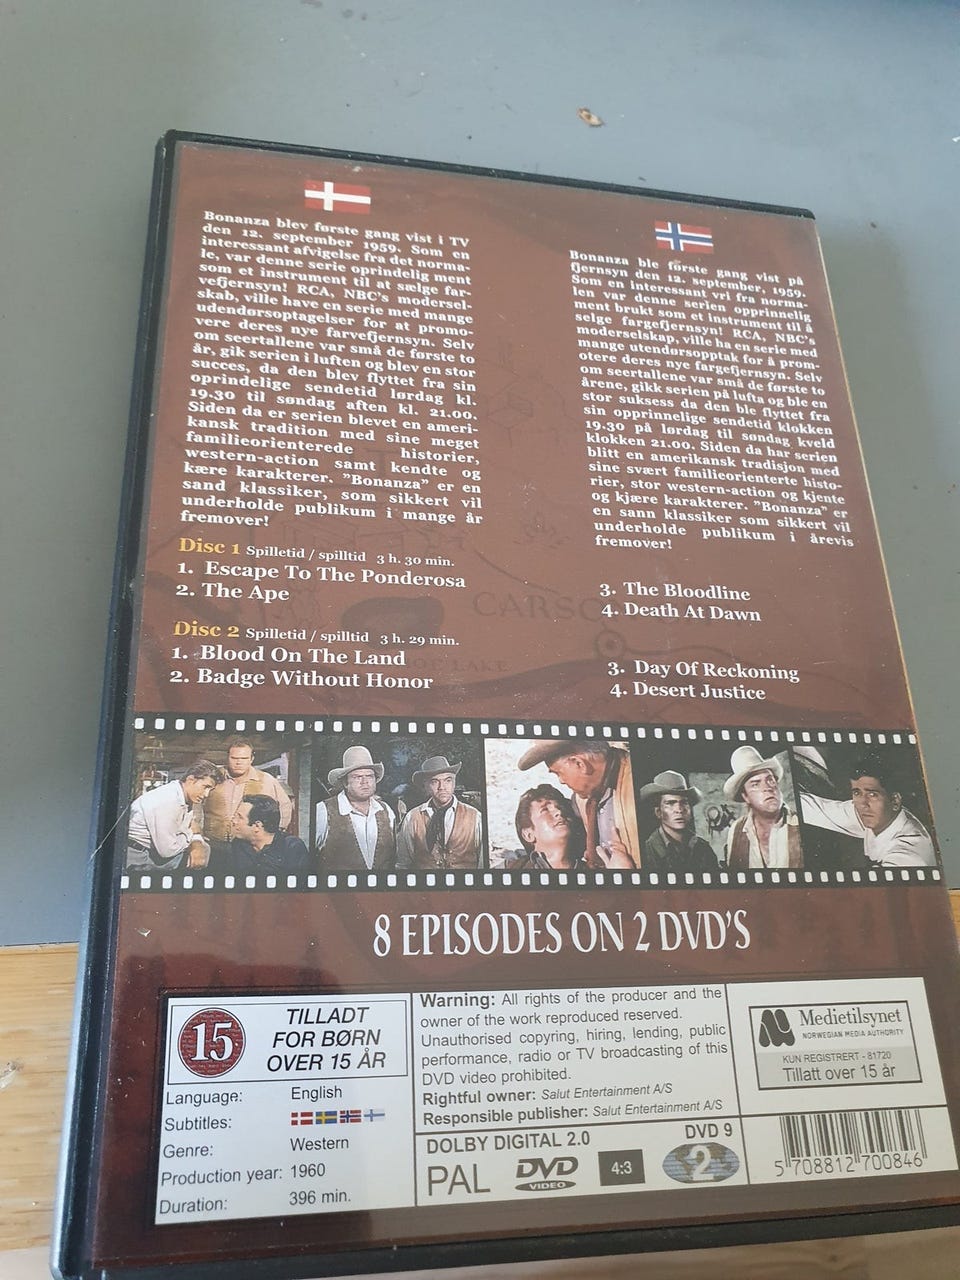 Bonanza blev første gang vist i TV
den 12. september 1959. Som en
interessant afvigelse fra det norma-
le, var denne serie oprindelig ment
som et instrument til at sælge far-
vefjernsyn! RCA, NBC's modersel-
skab, ville have en serie med mange
udendørsoptagelser for at promo-
vere deres nye farvefjernsyn. Selv
om seertallene var små de første to
år, gik serien i luften og blev en stor
succes, da den blev flyttet fra sin
oprindelige sendetid lørdag kl.
19.30 til søndag aften kl. 21.00.
Siden da er serien blevet en ameri-
kansk tradition med sine meget
familieorienterede historier,
western-action samt kendte og
kære karakterer. ”Bonanza” er en
sand klassiker, som sikkert vil
underholde publikum i mange år
fremover!
Bonanza ble første gang vist på
fjernsyn den 12. september, 1959.
Som en interessant vri fra norma-
len var denne serien opprinnelig
ment brukt som et instrument til å
selge fargefjernsyn! RCA, NBC's
moderselskap, ville ha en serie med
mange utendørsopptak for å prom-
otere deres nye fargefjernsyn. Selv
om seertallene var små de første to
årene, gikk serien på lufta og ble en
stor suksess da den ble flyttet fra
sin opprinnelige sendetid klokken
19.30 på lørdag til søndag kveld
klokken 21.00. Siden da har serien
blitt en amerikansk tradisjon med
sine svært familieorienterte histo-
rier, stor western-action og kjente
og kjære karakterer. ”Bonanza” er
en sann klassiker som sikkert vil
underholde publikum i årevis
fremover!
Disc 1 Spilletid / spilltid 3 h. 30 min.
1. Escape To The Ponderosa
2. The Ape
3. The Bloodline
4. Death At Dawn
Disc 2 Spilletid / spilltid 3 h. 29 min.
1. Blood On The Land
2. Badge Without Honor
3. Day Of Reckoning
4. Desert Justice
CARSO
LAKE
8 EPISODES ON 2 DVD'S
15
TILLADT
FOR BØRN
OVER 15 ÅR
Language: English
Subtitles:
Genre: Western
Production year: 1960
Duration: 396 min.
Warning: All rights of the producer and the
owner of the work reproduced reserved.
Unauthorised copying, hiring, lending, public
performance, radio or TV broadcasting of this
DVD video prohibited.
Rightful owner: Salut Entertainment A/S
Responsible publisher: Salut Entertainment A/S
DOLBY DIGITAL 2.0
DVD 9
PAL
DVD
VIDEO
4:3
2
Medietilsynet
NORWEGIAN MEDIA AUTHORITY
KUN REGISTRERT - 81720
Tillatt over 15 år
5 708812 700846